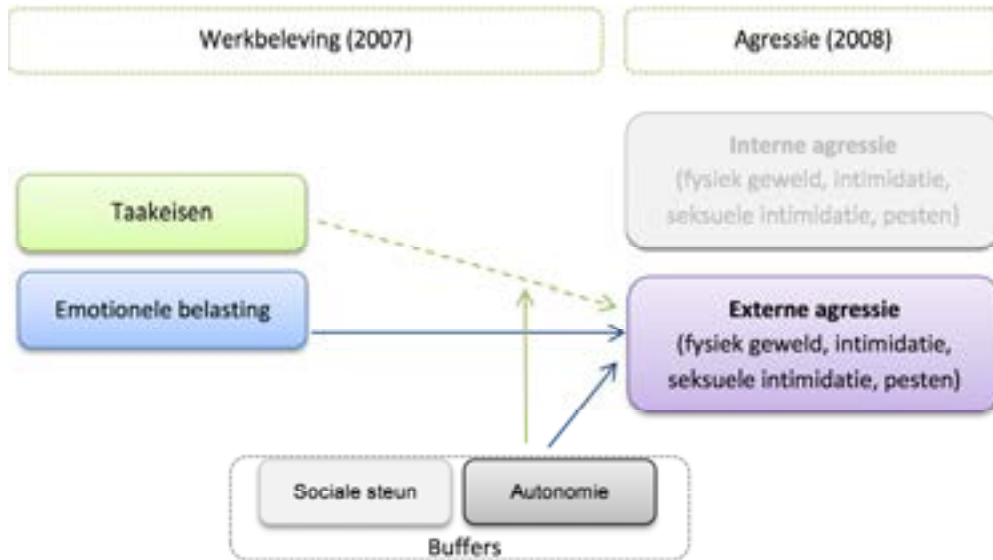 Werkbeleving (2007)
Agressie (2008)
Interne agressie
(fysiek geweld, intimidatie,
seksuele intimidatie, pesten)
Taakeisen
Emotionele belasting
Externe agressie
(fysiek geweld, intimidatie,
seksuele intimidatie, pesten)
Sociale steun
Autonomie
Buffers